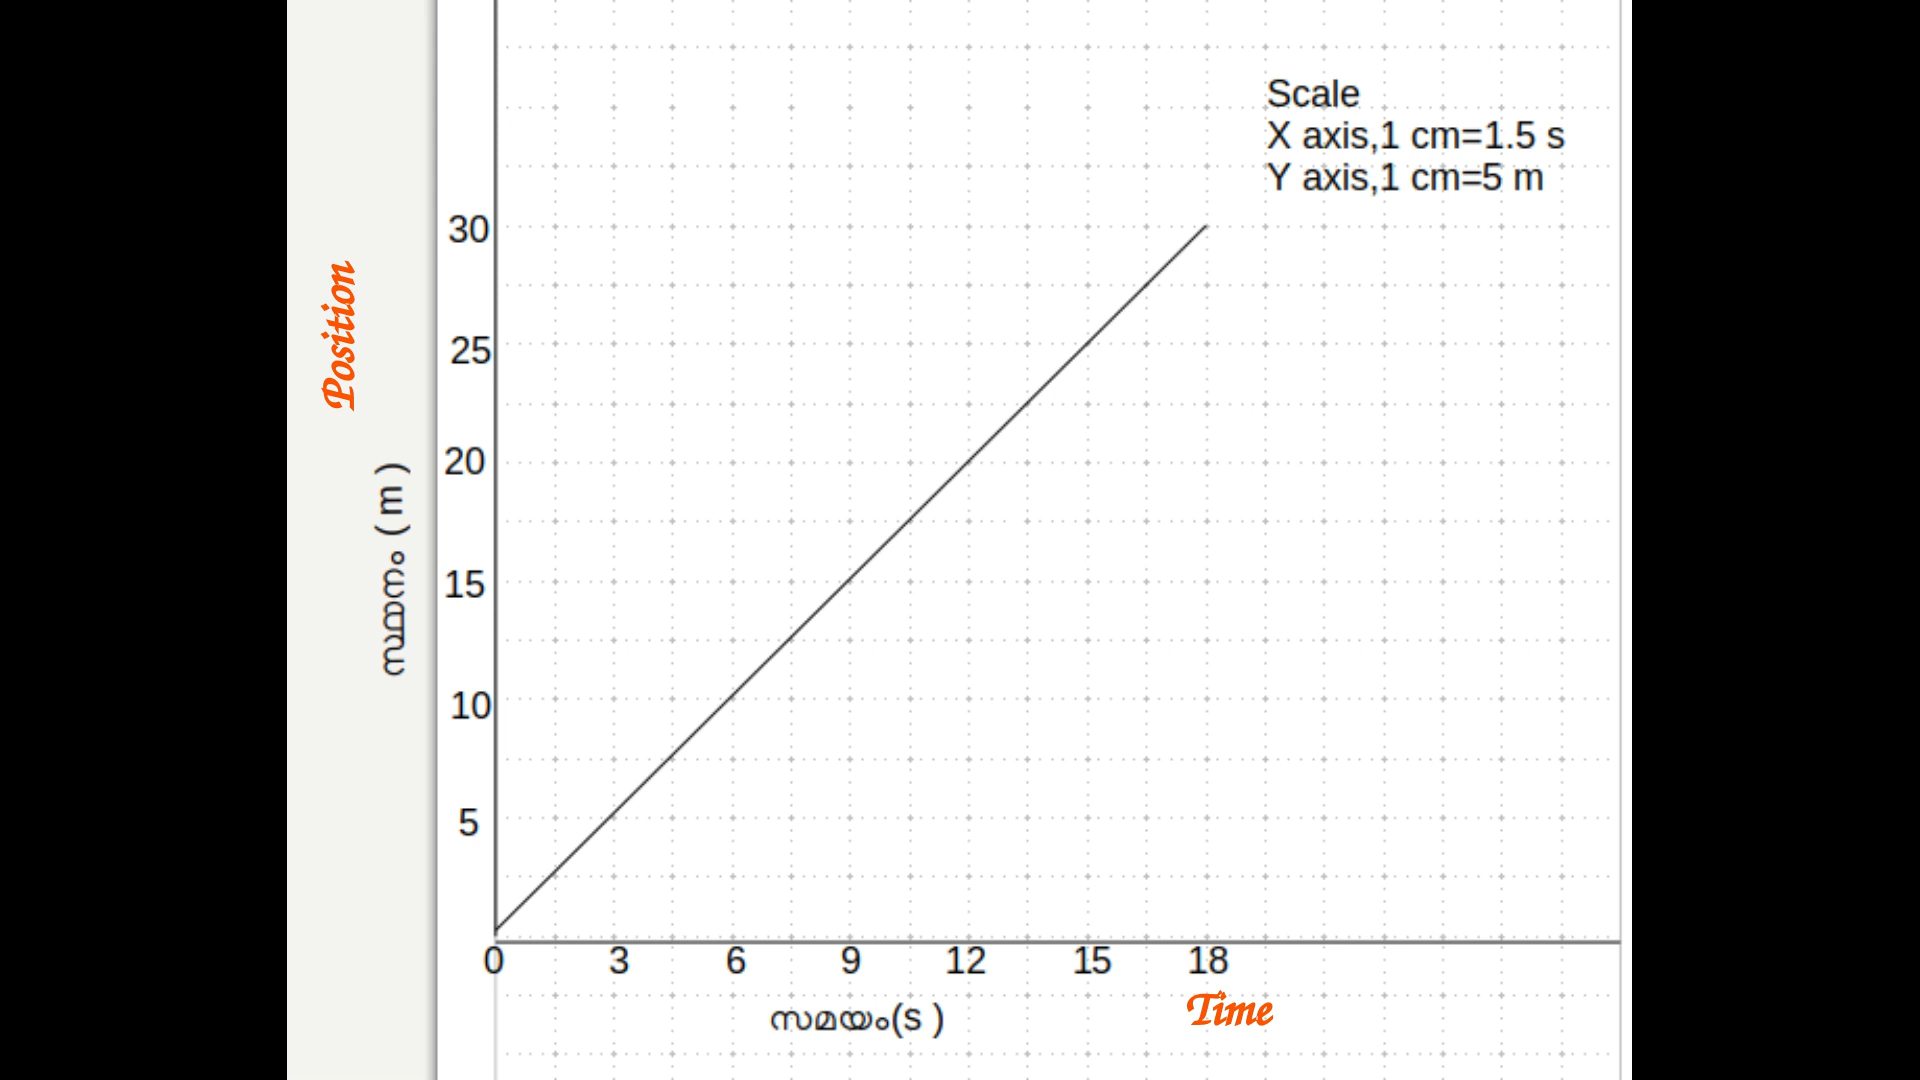 Scale
X axis,1 cm=1.5 s
Y axis,1 cm=5 m
Position
സ്ഥാനം ( m )
30
25
20
15
10
5
0 3 6 9 12 15 18
സമയം(s )
Time